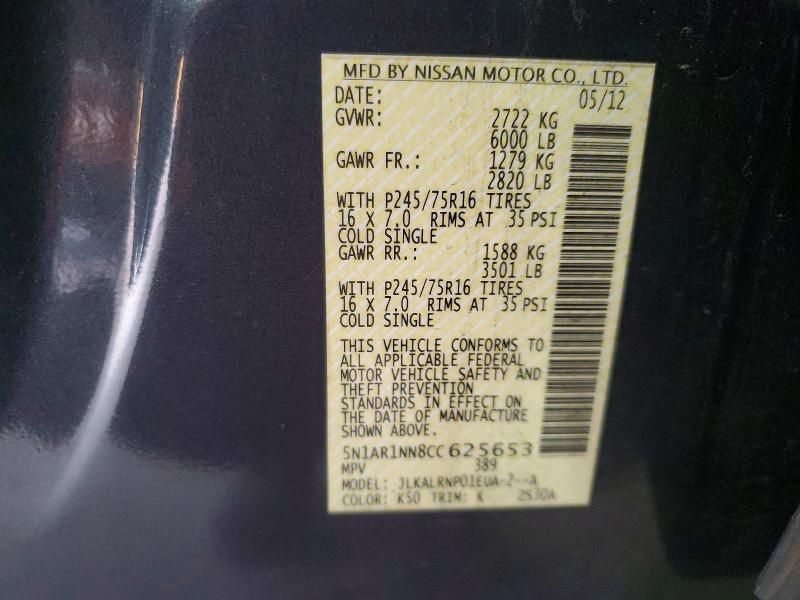 MFD BY NISSAN MOTOR CO., LTD.
DATE: 05/12
GVWR: 2722 KG
6000 LB
GAWR FR.: 1279 KG
2820 LB
WITH P245/75R16 TIRES
16 X 7.0 RIMS AT 35 PSI
COLD SINGLE
GAWR RR.: 1588 KG
3501 LB
WITH P245/75R16 TIRES
16 X 7.0 RIMS AT 35 PSI
COLD SINGLE
THIS VEHICLE CONFORMS TO
ALL APPLICABLE FEDERAL
MOTOR VEHICLE SAFETY AND
THEFT PREVENTION
STANDARDS IN EFFECT ON
THE DATE OF MANUFACTURE
SHOWN ABOVE.
5N1AR1NN8CC625653
MPV 389
MODEL: JLKALRNP01EUA-2--A
COLOR: K50 TRIM: K 2S30A